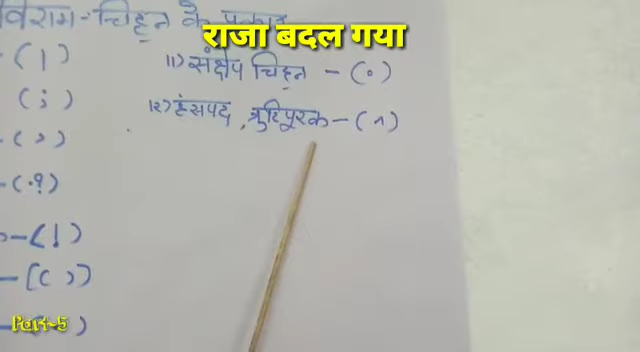 विराम-चिह्न के प्रकार
राजा बदल गया
-(।)
(;)
-(,)
-(?)
-(!)
-[( )]
- )
11) संक्षेप चिह्न - (०)
12) हंसपद, त्रुटिपूरक - (^)
Part-5